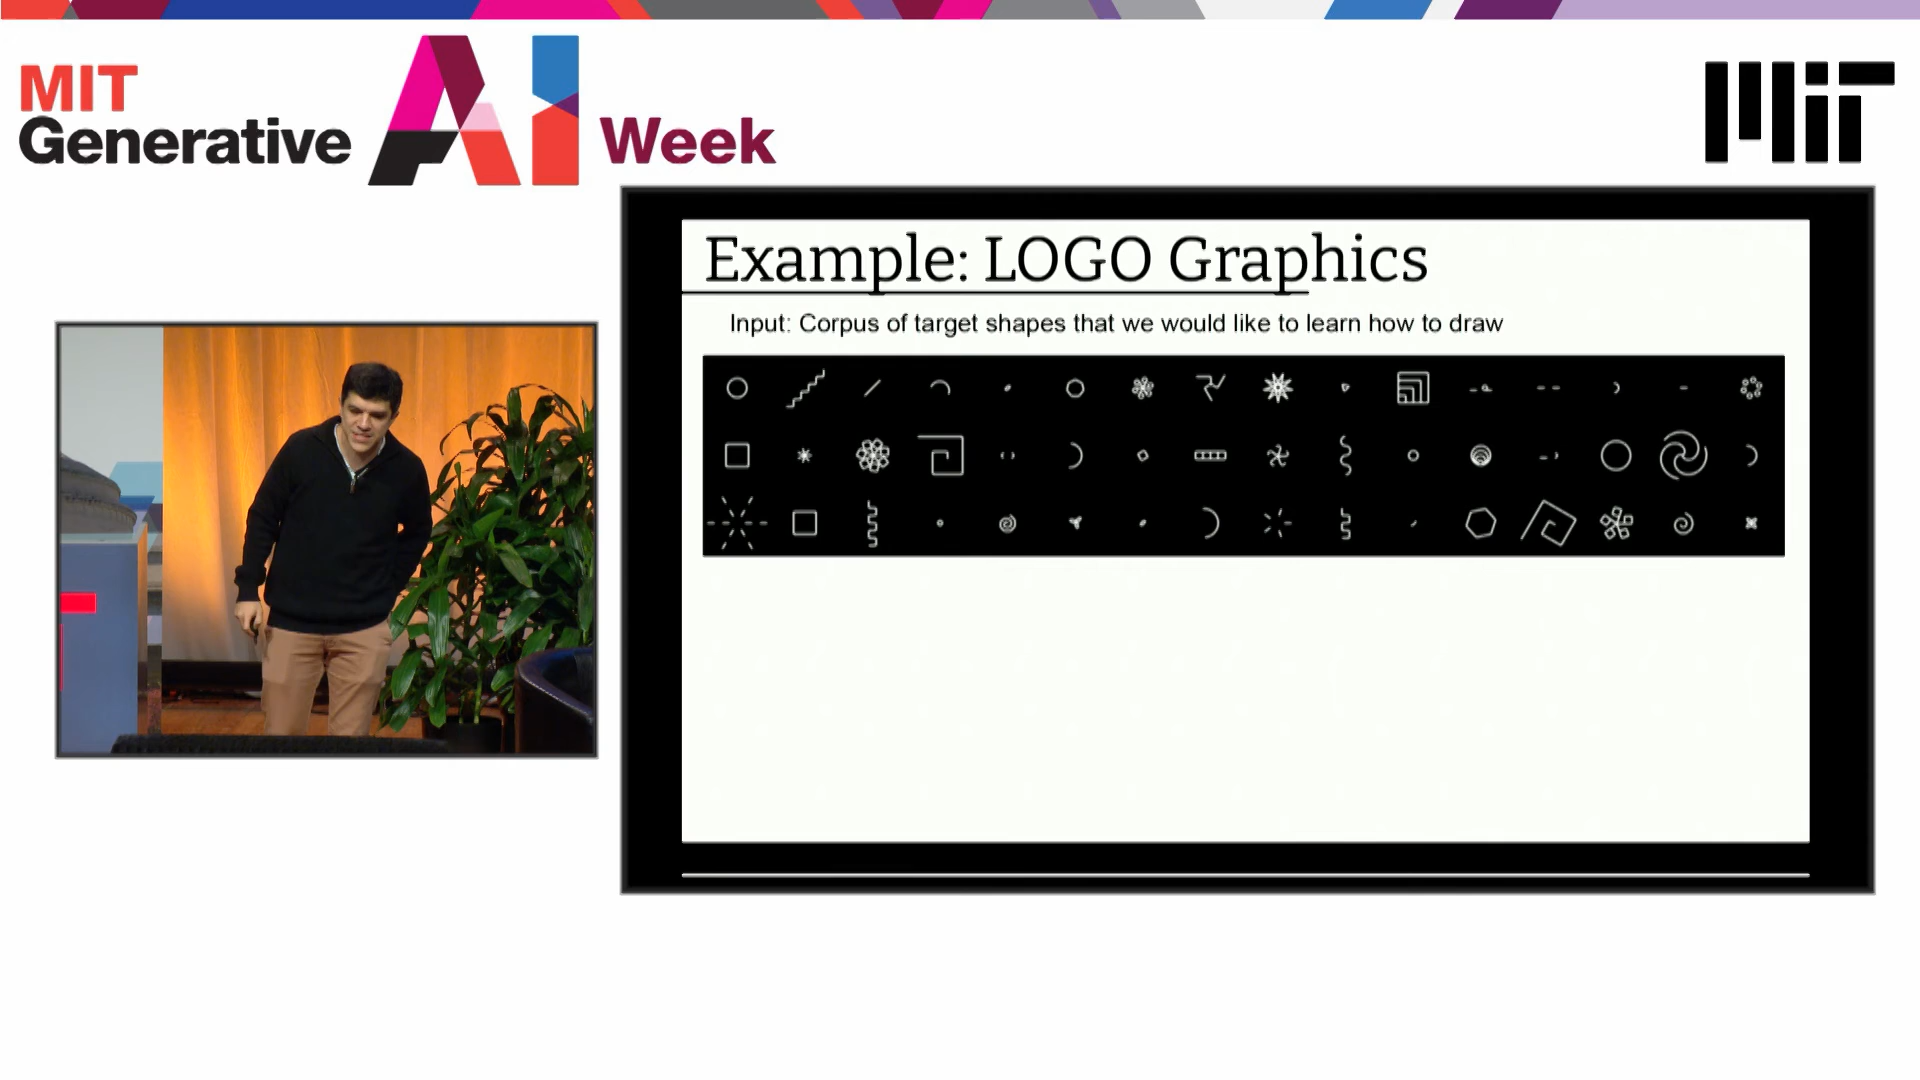 MIT
Generative AI Week
MIT
Example: LOGO Graphics
Input: Corpus of target shapes that we would like to learn how to draw